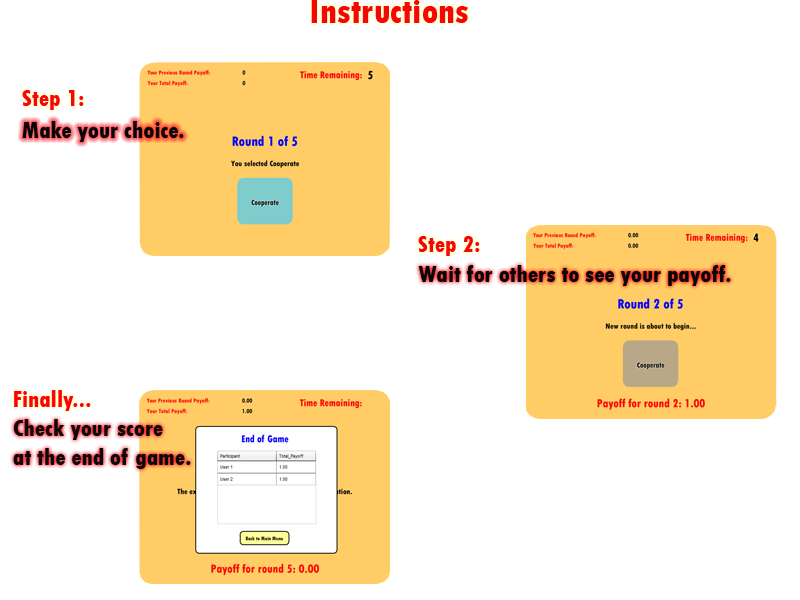 Instructions
Step 1:
Make your choice.
Your Previous Round Payoff: 0
Your Total Payoff: 0
Time Remaining: 5
Round 1 of 5
You selected Cooperate
Cooperate
Step 2:
Wait for others to see your payoff.
Your Previous Round Payoff: 0.00
Your Total Payoff: 0.00
Time Remaining: 4
Round 2 of 5
New round is about to begin...
Cooperate
Payoff for round 2: 1.00
Finally...
Check your score
at the end of game.
Your Previous Round Payoff: 0.00
Your Total Payoff: 1.00
Time Remaining:
End of Game
Participant Total_Payoff
User 1 1.00
User 2 1.00
The ex
tion.
Back to Main Menu
Payoff for round 5: 0.00